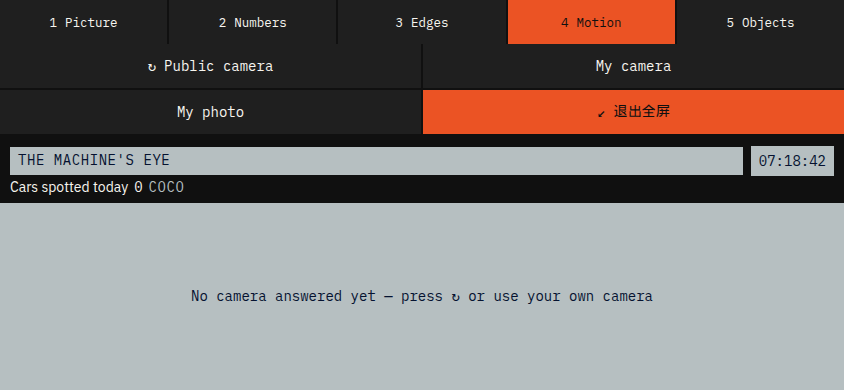 1 Picture
2 Numbers
3 Edges
4 Motion
5 Objects
↻ Public camera
My camera
My photo
↙ 退出全屏
THE MACHINE'S EYE
07:18:42
Cars spotted today 0 COCO
No camera answered yet — press ↻ or use your own camera